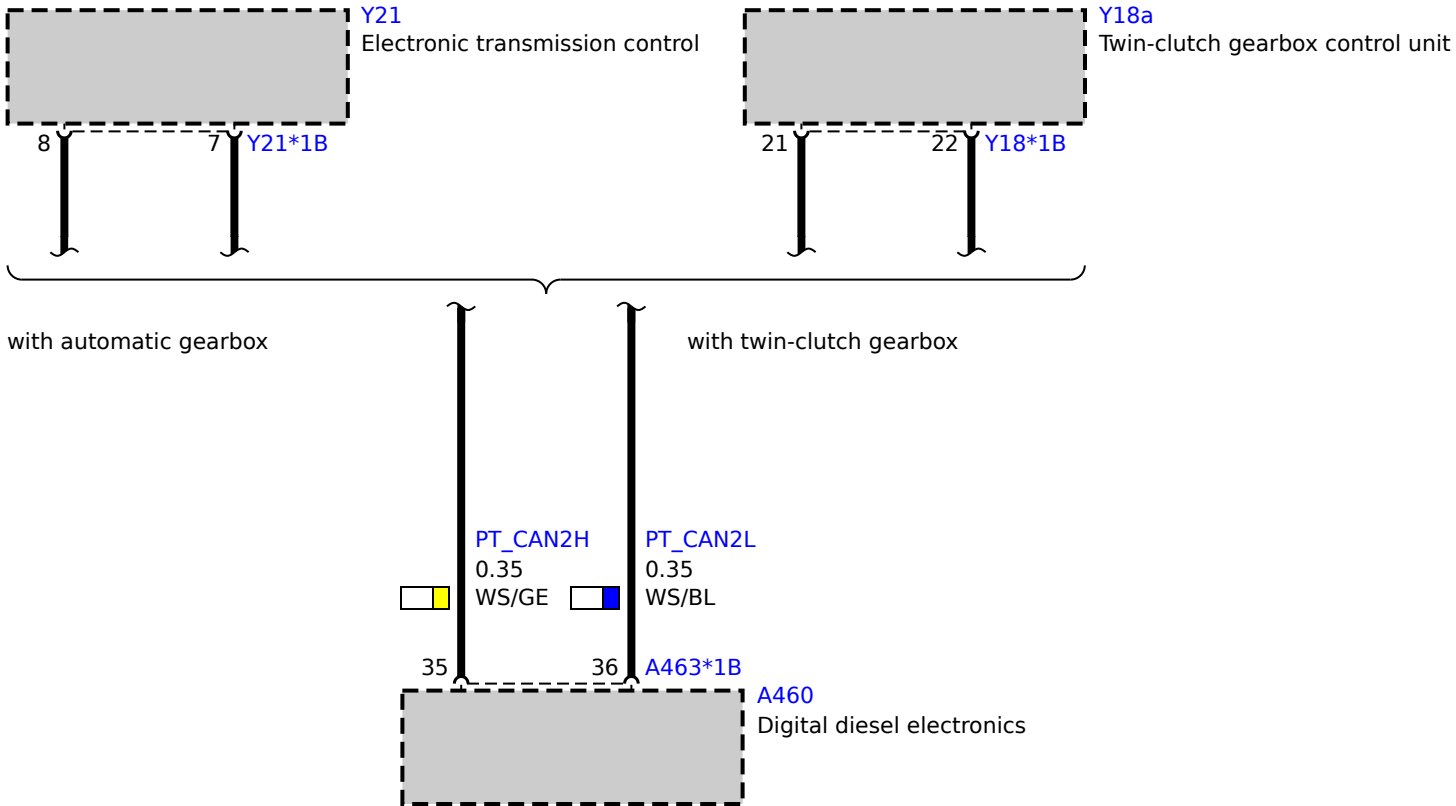 Y21
Electronic transmission control
Y18a
Twin-clutch gearbox control unit
8
7
Y21*1B
21
22
Y18*1B
with automatic gearbox
with twin-clutch gearbox
PT_CAN2H
0.35
WS/GE
PT_CAN2L
0.35
WS/BL
35
36
A463*1B
A460
Digital diesel electronics